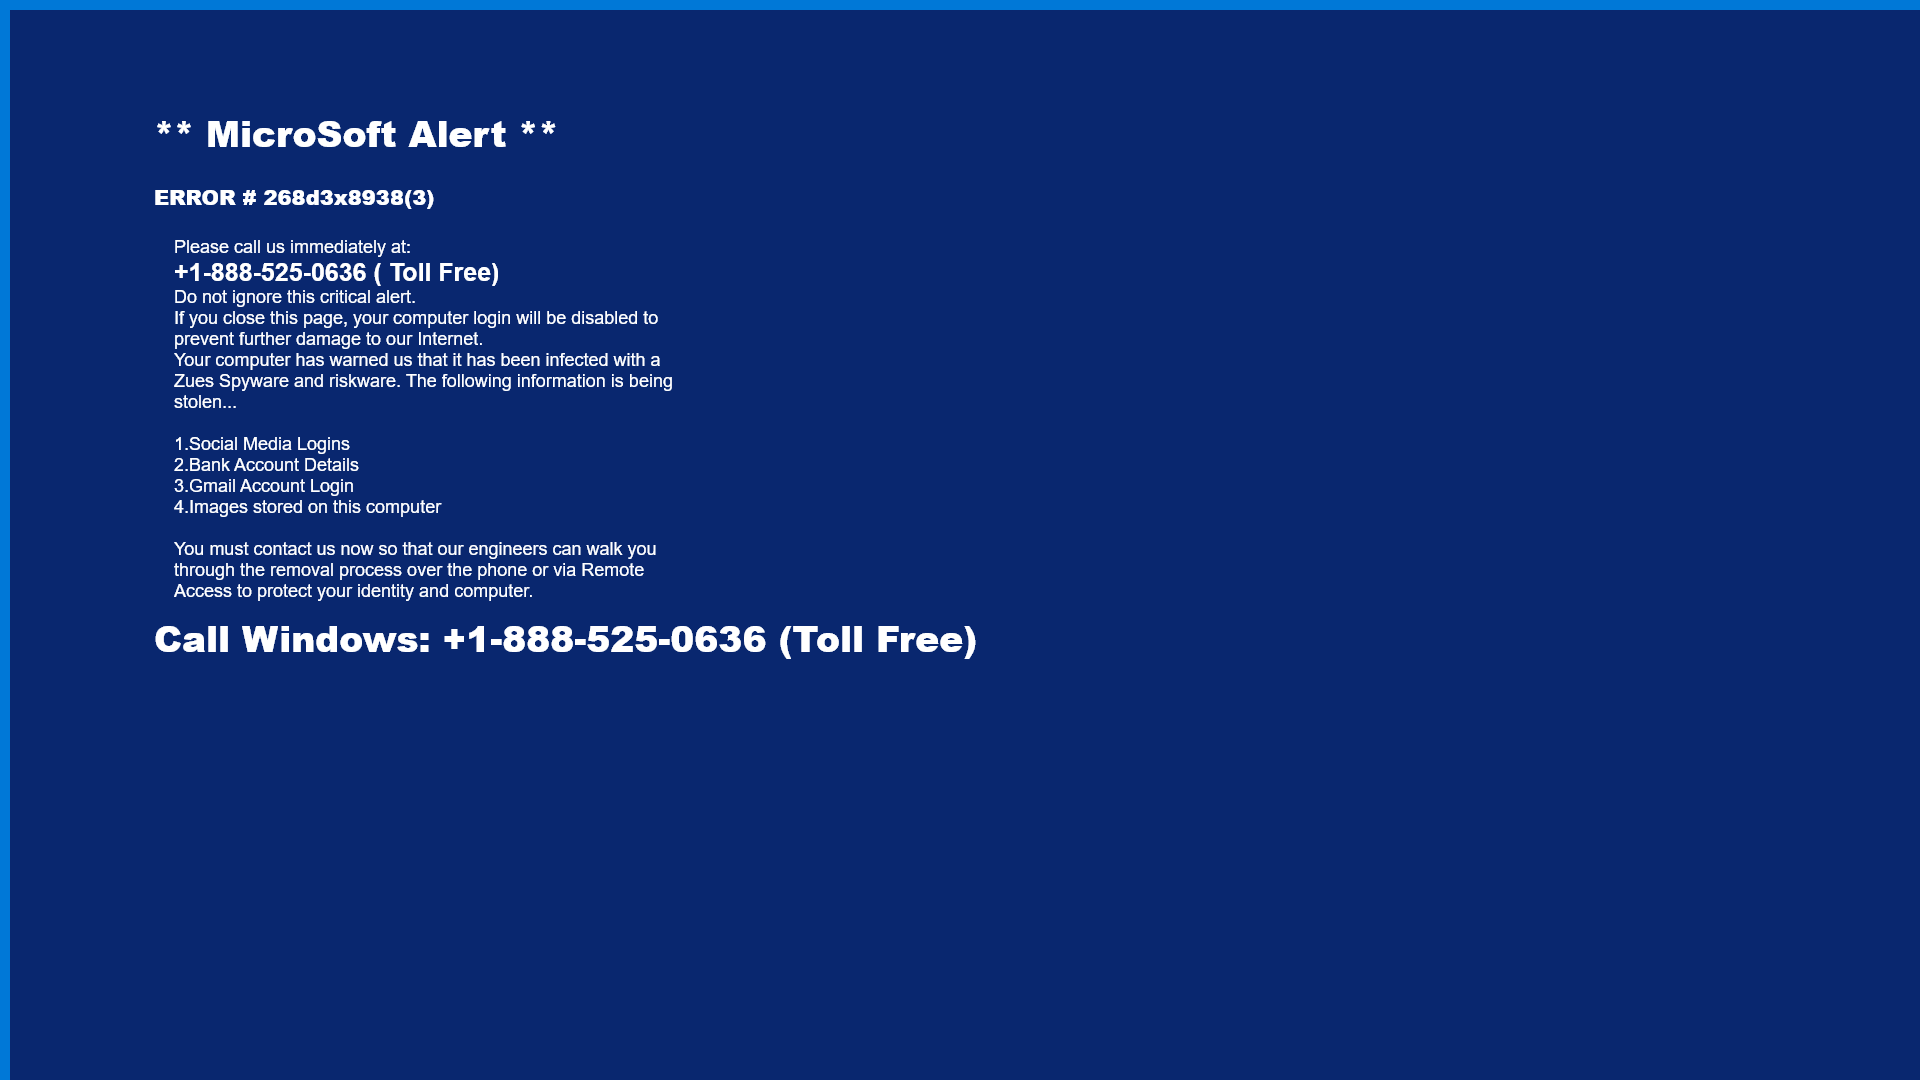 ** MicroSoft Alert **
ERROR # 268d3x8938(3)
Please call us immediately at:
+1-888-525-0636 ( Toll Free)
Do not ignore this critical alert.
If you close this page, your computer login will be disabled to
prevent further damage to our Internet.
Your computer has warned us that it has been infected with a
Zues Spyware and riskware. The following information is being
stolen...
1.Social Media Logins
2.Bank Account Details
3.Gmail Account Login
4.Images stored on this computer
You must contact us now so that our engineers can walk you
through the removal process over the phone or via Remote
Access to protect your identity and computer.
Call Windows: +1-888-525-0636 (Toll Free)